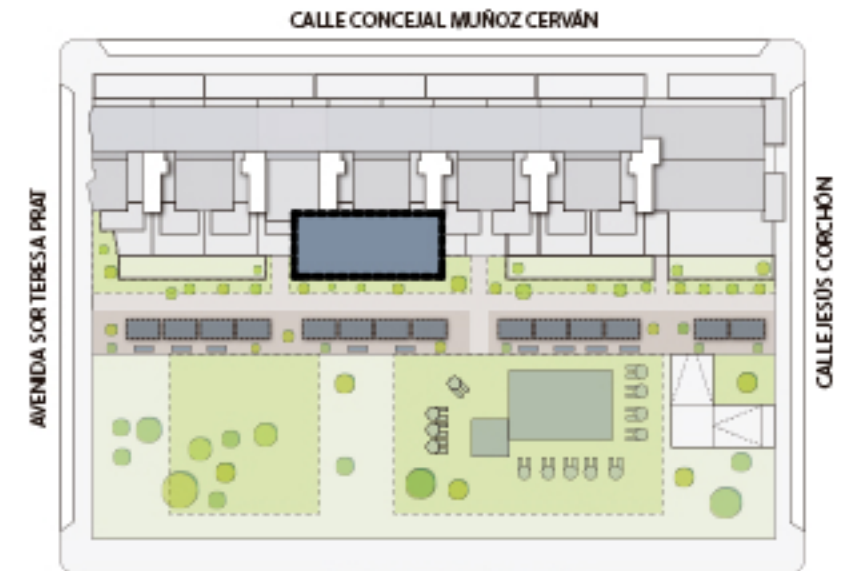 CALLE CONCEJAL MUÑOZ CERVÁN
AVENIDA SOR TERESA PRAT
CALLE JESÚS CORCHÓN